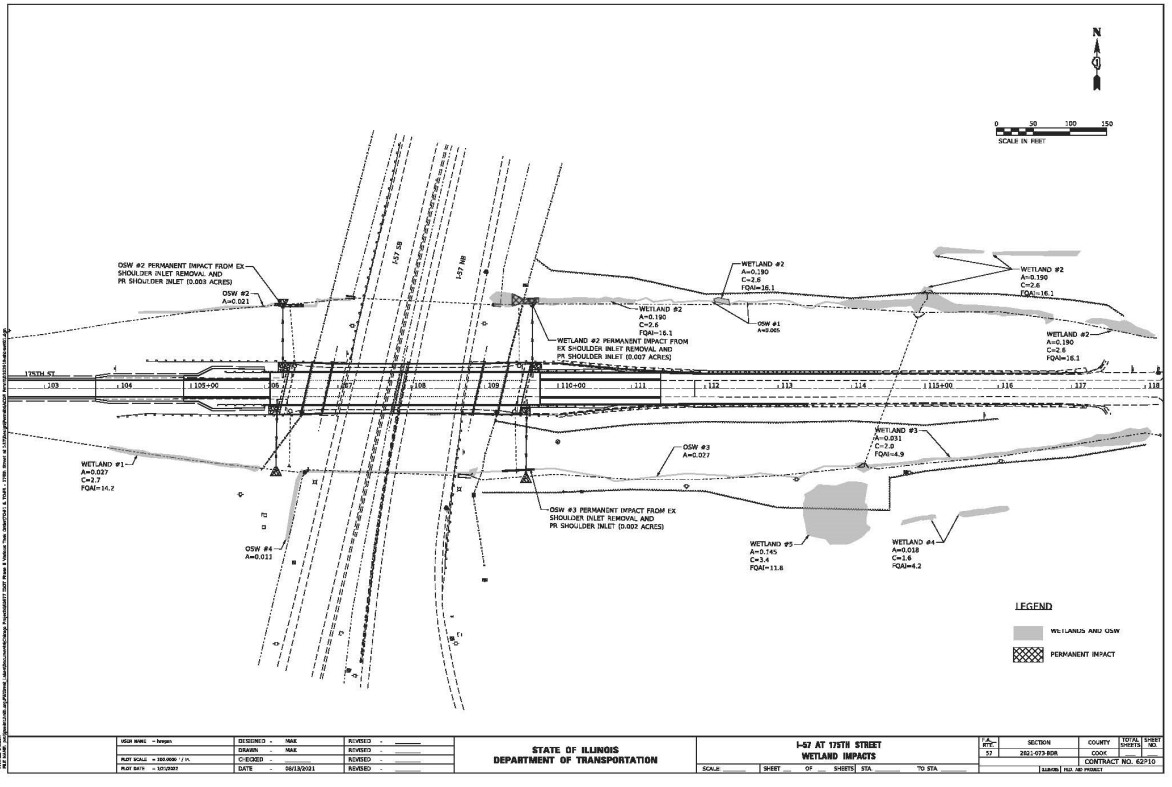 N
0 50 100 150
SCALE IN FEET
I-57 SB
I-57 NB
OSW #2 PERMANENT IMPACT FROM EX
SHOULDER INLET REMOVAL AND
PR SHOULDER INLET (0.003 ACRES)
OSW #2
A=0.021
WETLAND #2
A=0.190
C=2.6
FQAI=16.1
WETLAND #2
A=0.190
C=2.6
FQAI=16.1
WETLAND #2
A=0.190
C=2.6
FQAI=16.1
OSW #1
A=0.005
WETLAND #2
A=0.190
C=2.6
FQAI=16.1
WETLAND #2 PERMANENT IMPACT FROM
EX SHOULDER INLET REMOVAL AND
PR SHOULDER INLET (0.007 ACRES)
175TH ST
103 104 105+00 106 107 108 109 110+00 111 112 113 114 115+00 116 117 118
WETLAND #1
A=0.027
C=2.7
FQAI=14.2
OSW #3
A=0.027
WETLAND #3
A=0.031
C=2.0
FQAI=4.9
OSW #3 PERMANENT IMPACT FROM EX
SHOULDER INLET REMOVAL AND
PR SHOULDER INLET (0.002 ACRES)
OSW #4
A=0.011
WETLAND #5
A=0.145
C=3.4
FQAI=11.8
WETLAND #4
A=0.018
C=1.6
FQAI=4.2
LEGEND
WETLANDS AND OSW
PERMANENT IMPACT
USER NAME =
DESIGNED - MAK
REVISED -
DRAWN - MAK
REVISED -
PLOT SCALE =
CHECKED -
REVISED -
PLOT DATE =
DATE - 08/13/2021
REVISED -
STATE OF ILLINOIS
DEPARTMENT OF TRANSPORTATION
I-57 AT 175TH STREET
WETLAND IMPACTS
SCALE: SHEET OF SHEETS STA. TO STA.
F.A. RTE. SECTION COUNTY TOTAL SHEETS SHEET NO.
57 2021-073-BDR COOK
CONTRACT NO. 62P10
ILLINOIS FED. AID PROJECT